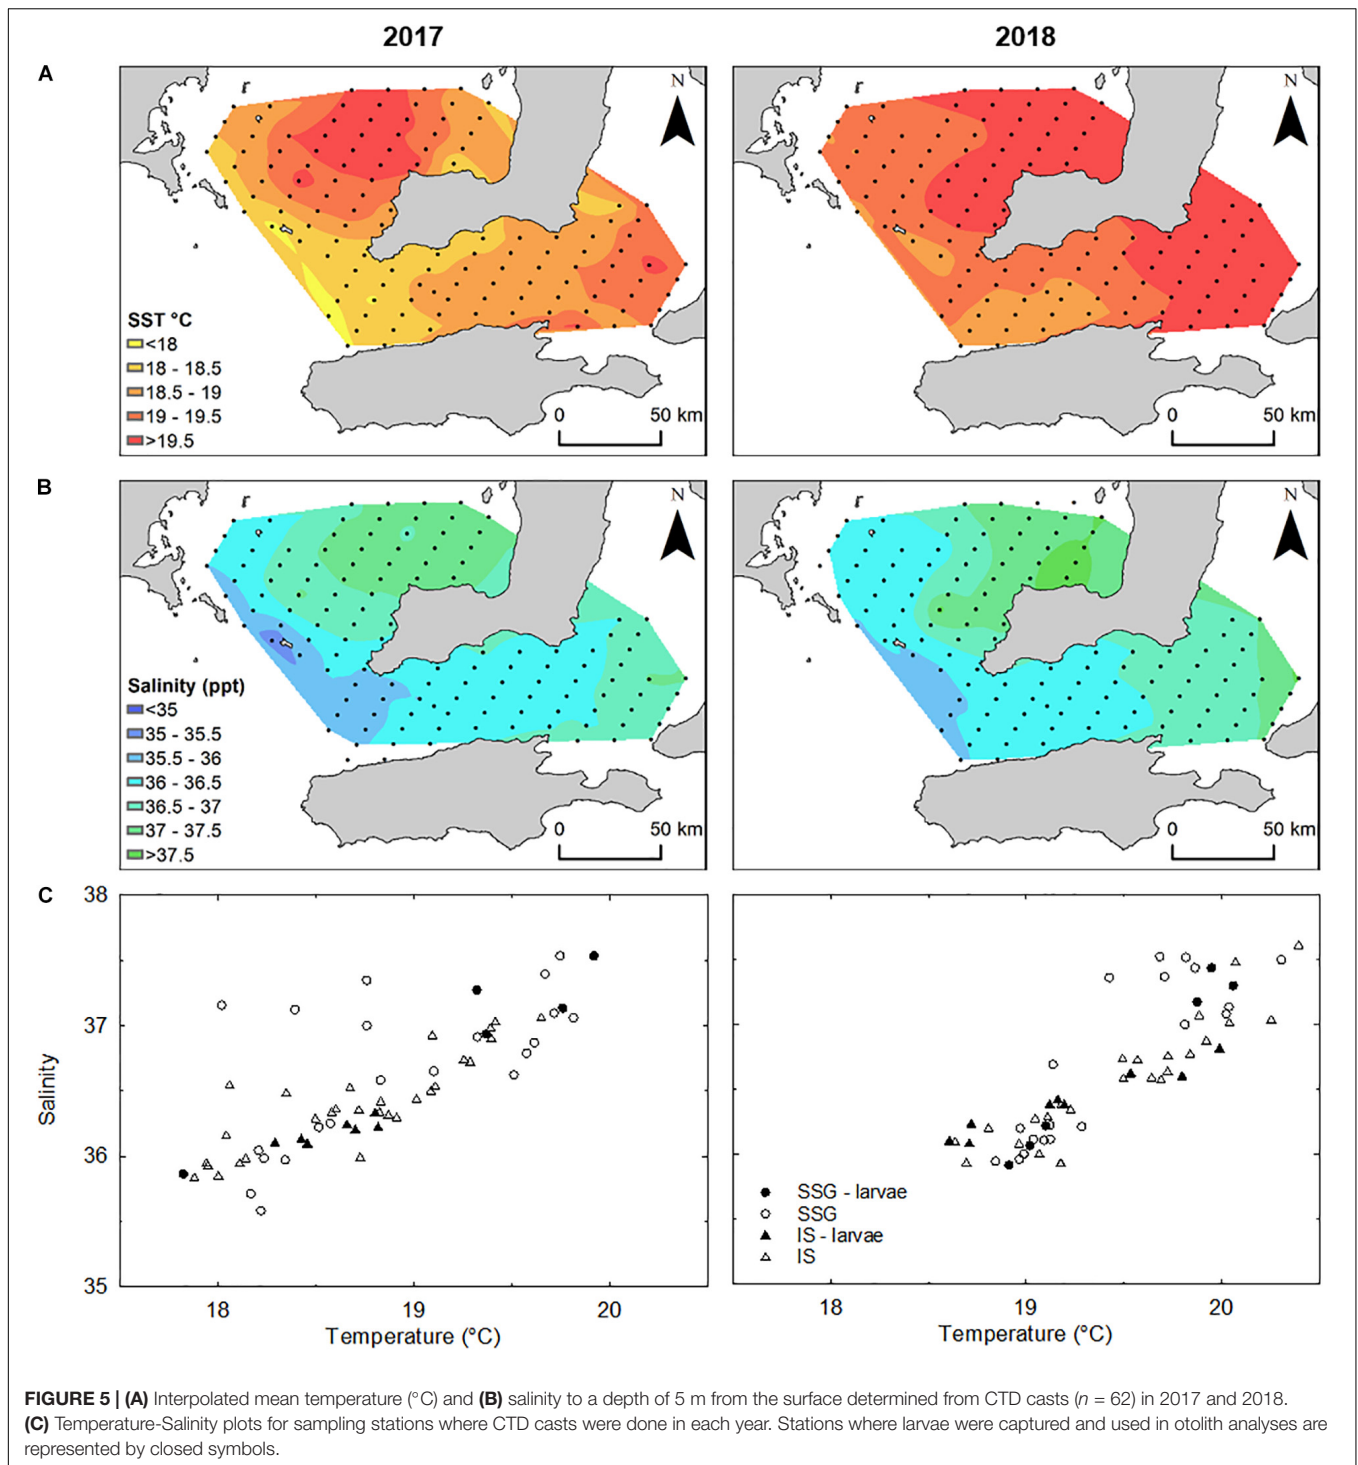 2017 2018
A
N N
SST °C
<18
18 - 18.5
18.5 - 19
19 - 19.5
>19.5
0 50 km
0 50 km
B
N N
Salinity (ppt)
<35
35 - 35.5
35.5 - 36
36 - 36.5
36.5 - 37
37 - 37.5
>37.5
0 50 km
0 50 km
C
38
37
36
35
Salinity
SSG - larvae
SSG
IS - larvae
IS
18 19 20
18 19 20
Temperature (°C)
Temperature (°C)
FIGURE 5 | (A) Interpolated mean temperature (°C) and (B) salinity to a depth of 5 m from the surface determined from CTD casts (n = 62) in 2017 and 2018.
(C) Temperature-Salinity plots for sampling stations where CTD casts were done in each year. Stations where larvae were captured and used in otolith analyses are
represented by closed symbols.